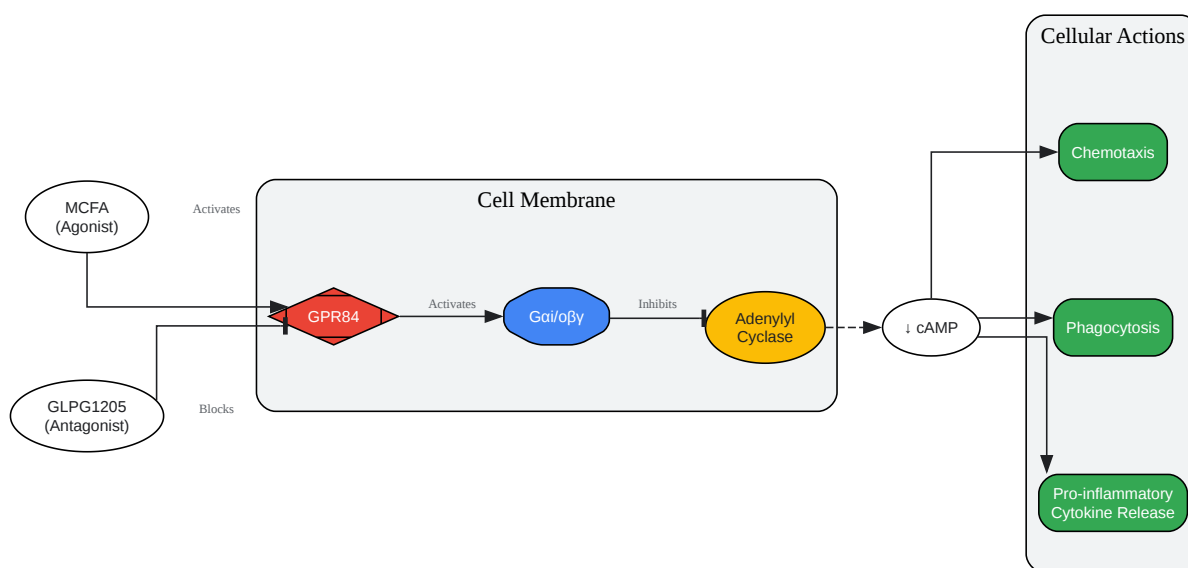 Cellular Actions
Chemotaxis
MCFA
(Agonist)
Activates
Cell Membrane
GPR84
Activates
Gαi/oβγ
Inhibits
Adenylyl
Cyclase
↓ cAMP
Phagocytosis
GLPG1205
(Antagonist)
Blocks
Pro-inflammatory
Cytokine Release